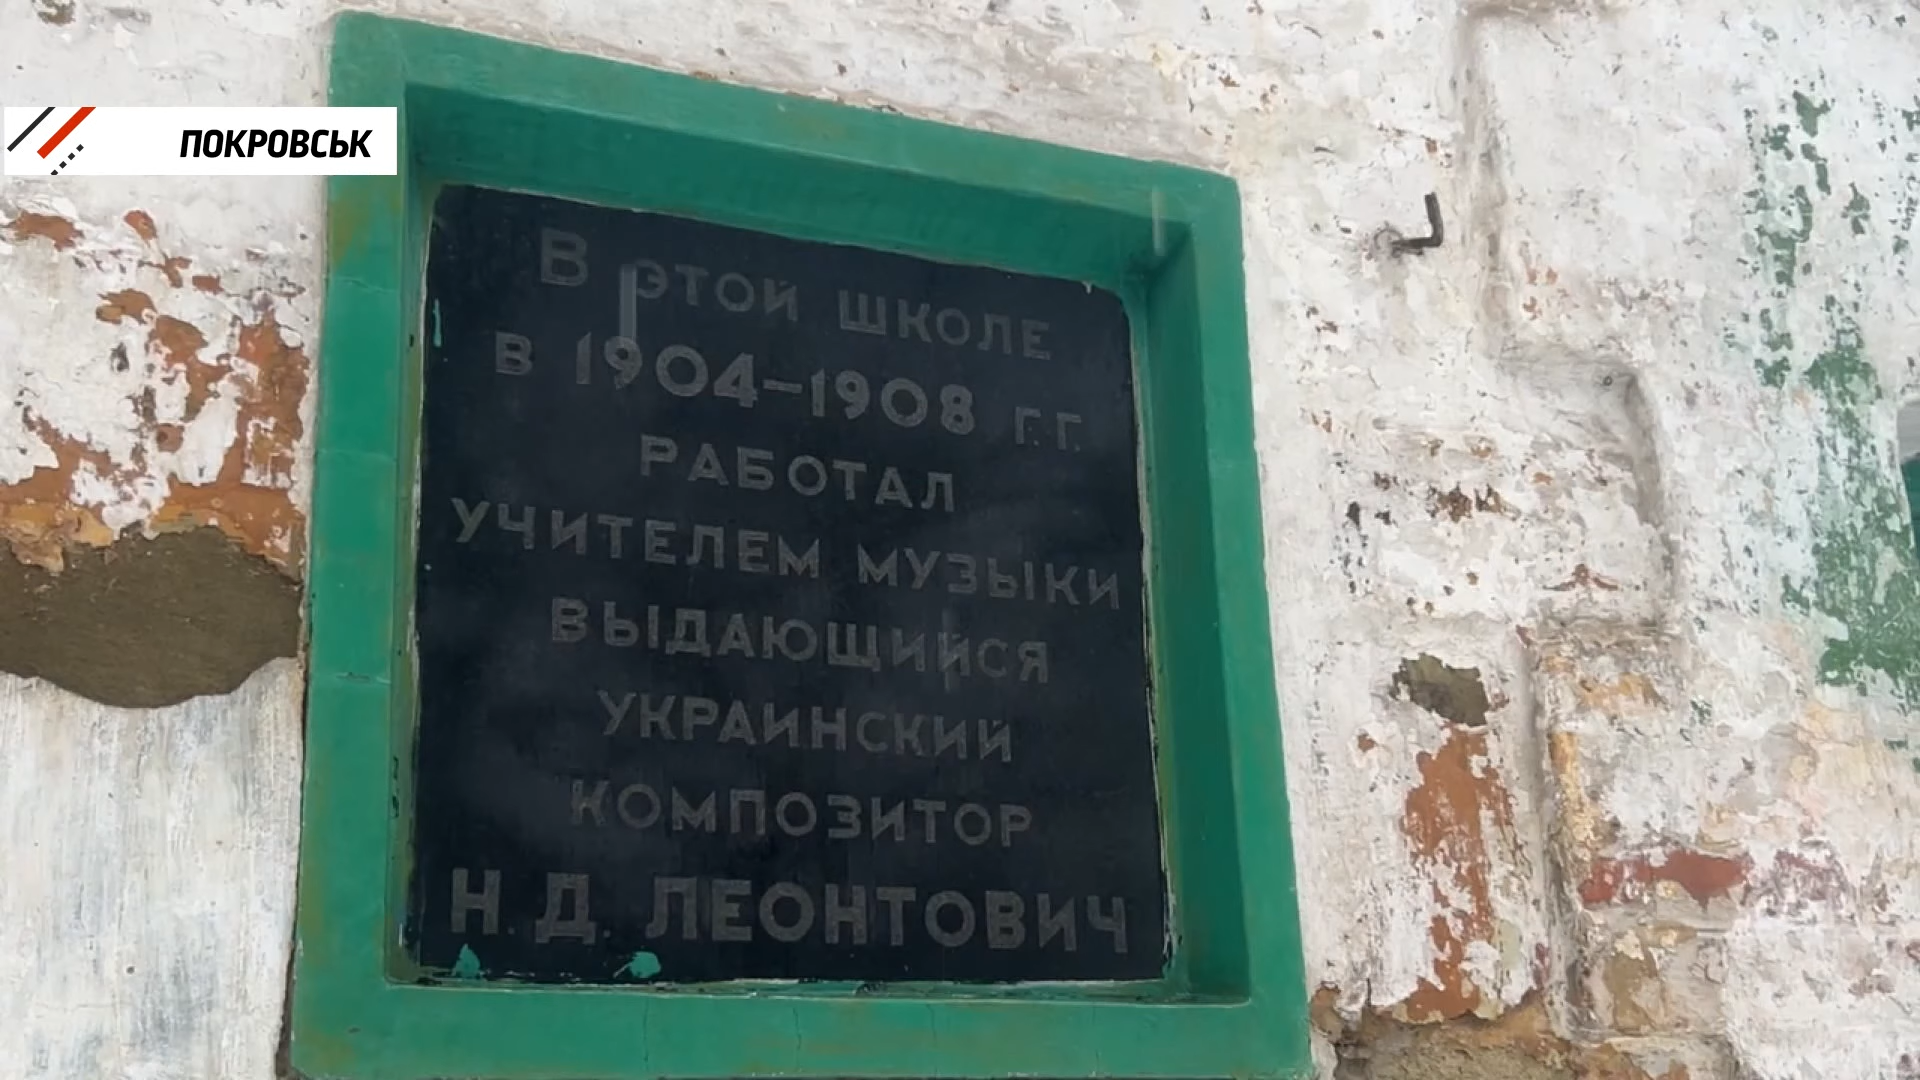 ПОКРОВСЬК
В ЭТОЙ ШКОЛЕ
В 1904-1908 Г.Г.
РАБОТАЛ
УЧИТЕЛЕМ МУЗЫКИ
ВЫДАЮЩИЙСЯ
УКРАИНСКИЙ
КОМПОЗИТОР
Н. Д. ЛЕОНТОВИЧ